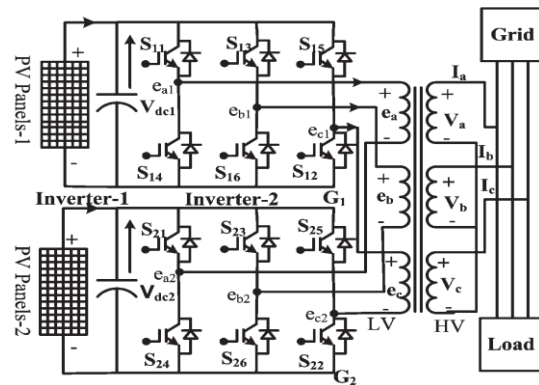 S11 S13 S15 Grid
PV Panels-1 + - Vdc1 ea1 eb1 ec1
+ ea - + Va - Ia
S14 S16 S12
+ eb - + Vb - Ib
Inverter-1 Inverter-2 G1
PV Panels-2 + - Vdc2 S21 S23 S25
ea2 eb2 ec2
+ ec - + Vc - Ic
LV HV
S24 S26 S22 Load
G2